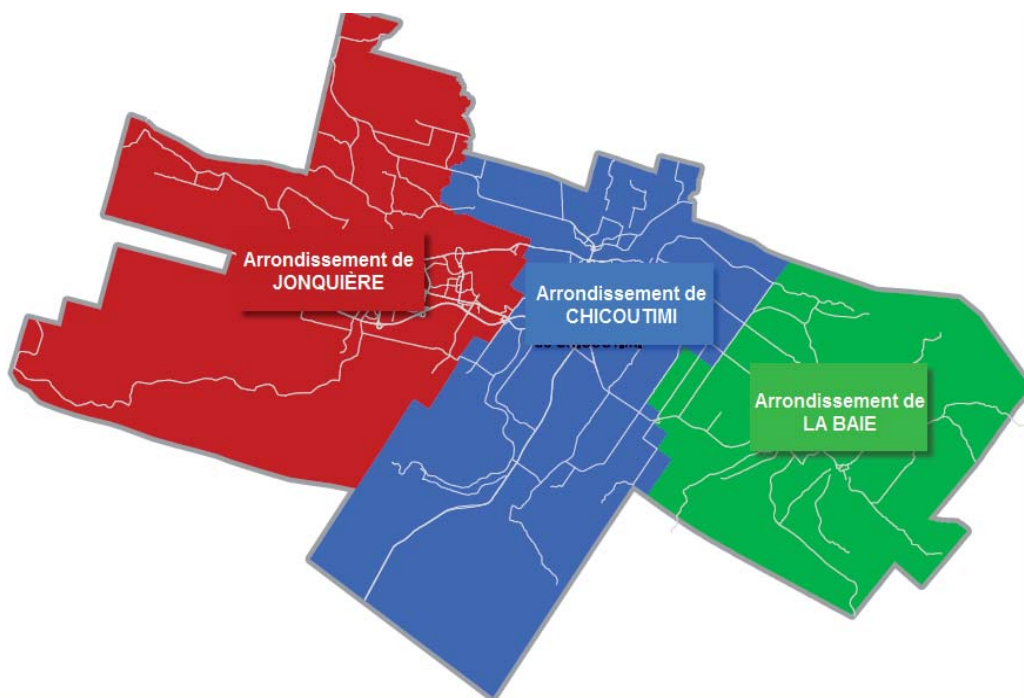 Arrondissement de
JONQUIÈRE
Arrondissement de
CHICOUTIMI
Arrondissement de
LA BAIE